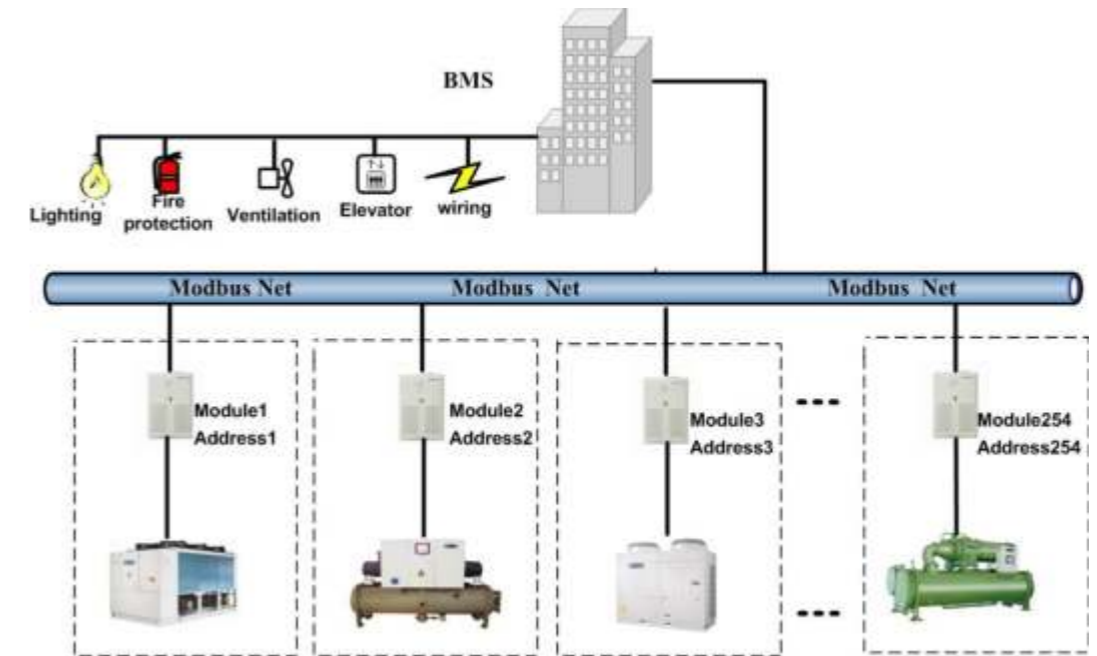 BMS
Lighting
Fire
protection
Ventilation
Elevator
wiring
Modbus Net
Modbus Net
Modbus Net
Module1
Address1
Module2
Address2
Module3
Address3
Module254
Address254